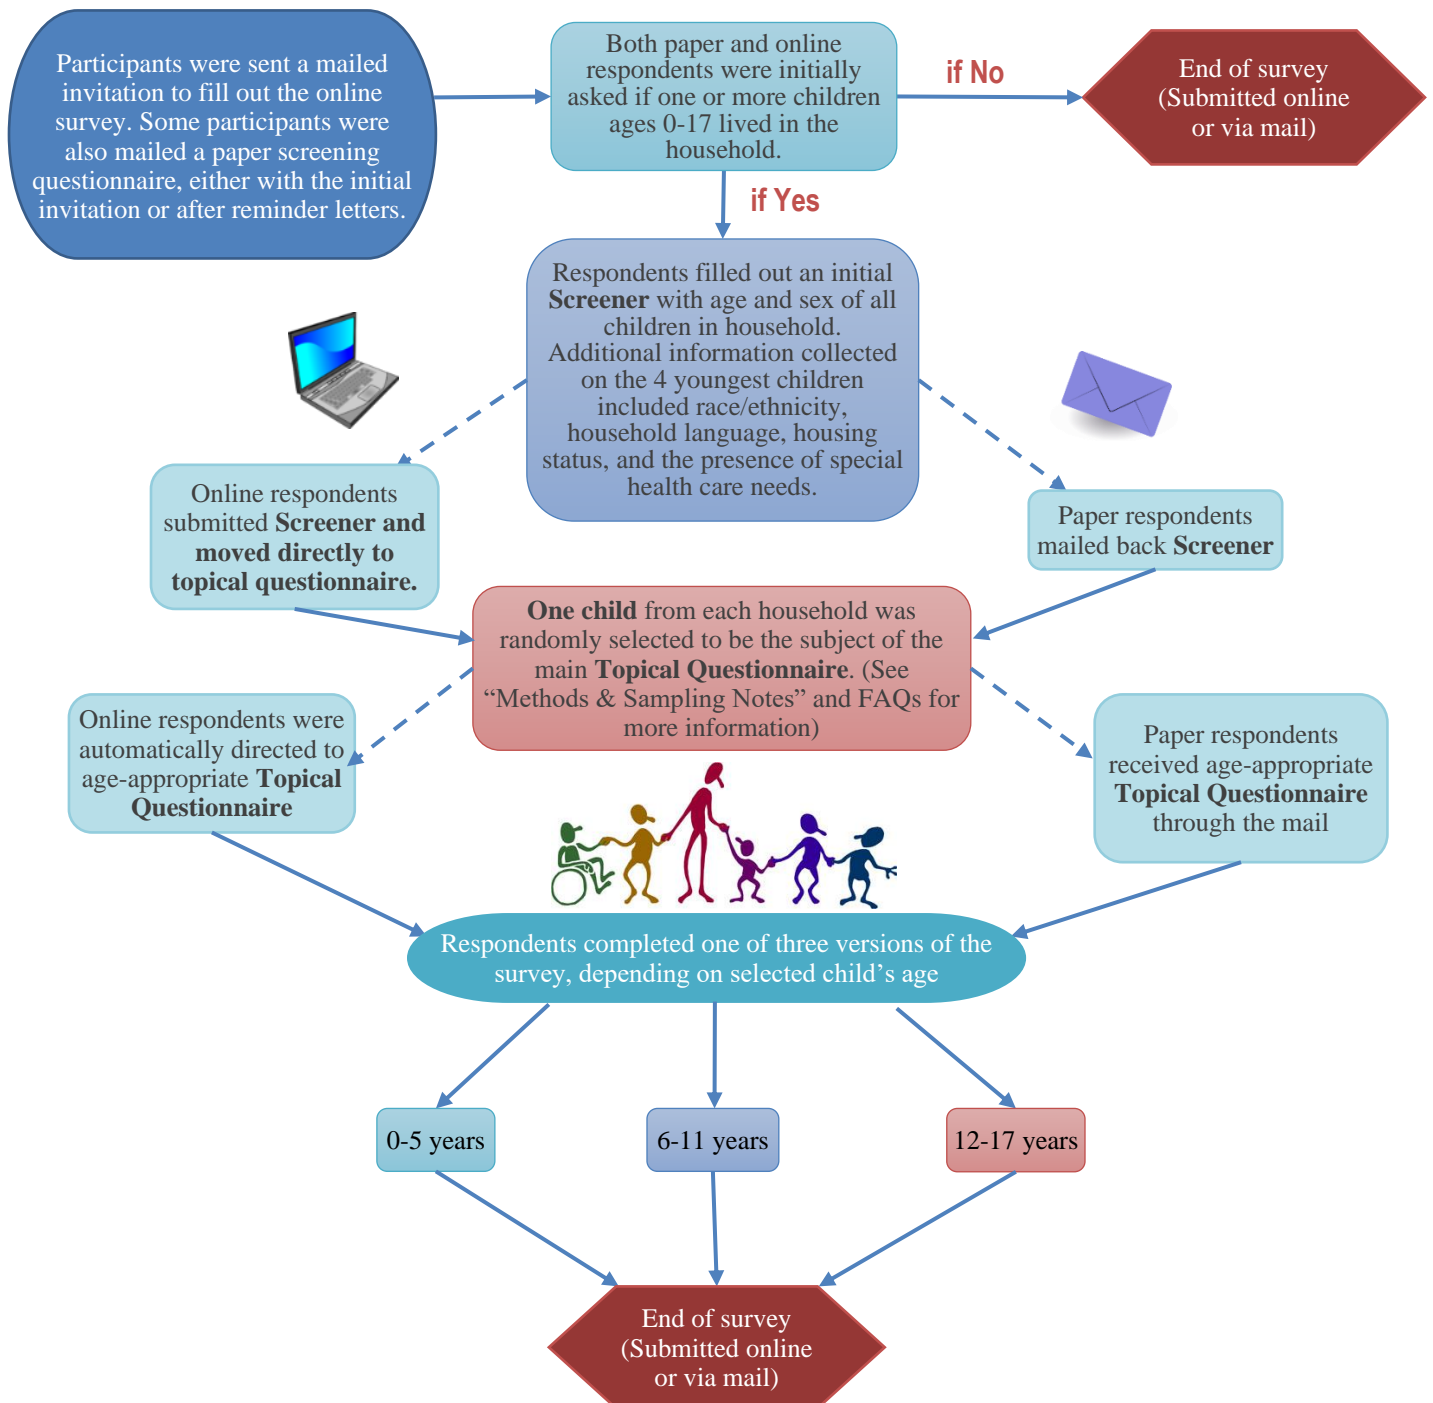 Participants were sent a mailed
invitation to fill out the online
survey. Some participants were
also mailed a paper screening
questionnaire, either with the initial
invitation or after reminder letters.
Both paper and online
respondents were initially
asked if one or more children
ages 0-17 lived in the
household.
if No
End of survey
(Submitted online
or via mail)
if Yes
Respondents filled out an initial
Screener with age and sex of all
children in household.
Additional information collected
on the 4 youngest children
included race/ethnicity,
household language, housing
status, and the presence of special
health care needs.
Online respondents
submitted Screener and
moved directly to
topical questionnaire.
Paper respondents
mailed back Screener
One child from each household was
randomly selected to be the subject of the
main Topical Questionnaire. (See
“Methods & Sampling Notes” and FAQs for
more information)
Online respondents were
automatically directed to
age-appropriate Topical
Questionnaire
Paper respondents
received age-appropriate
Topical Questionnaire
through the mail
Respondents completed one of three versions of the
survey, depending on selected child’s age
0-5 years
6-11 years
12-17 years
End of survey
(Submitted online
or via mail)